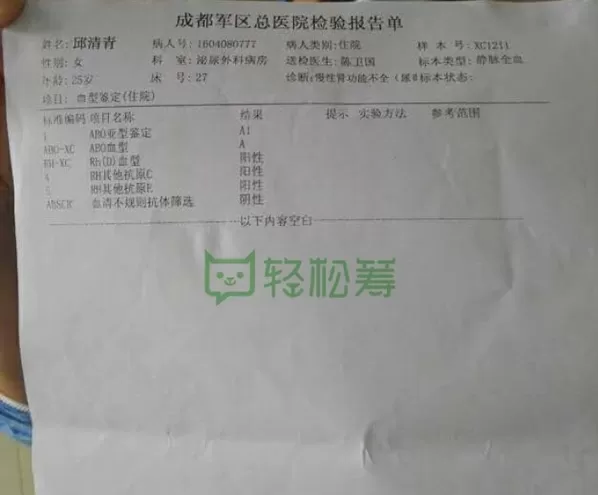 成都军区总医院检验报告单
姓名:邱清青 病人号:1604080777 病人类别:住院 样本号:XC1211
性别:女 科室:泌尿外科病房 送检医生:陈卫国 标本类型:静脉全血
年龄:25岁 床号:27 诊断:慢性肾功能不全 标本状态:
项目: 血型鉴定(住院)
标准编码 项目名称 结果 提示 实验方法 参考范围
ABO亚型鉴定 A1
ABO-XC ABO血型 A
RH-XC Rh(D)血型 阳性
4 RH其他抗原C 阳性
5 RH其他抗原E 阳性
ABSCR 血清不规则抗体筛选 阴性
以下内容空白
轻松筹